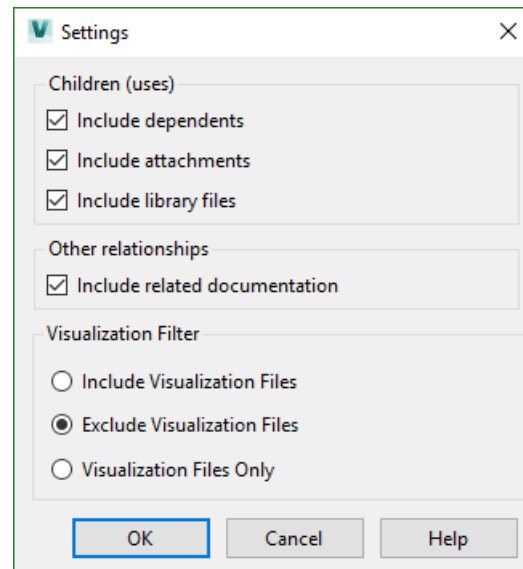 Settings
Children (uses)
Include dependents
Include attachments
Include library files
Other relationships
Include related documentation
Visualization Filter
Include Visualization Files
Exclude Visualization Files
Visualization Files Only
OK Cancel Help